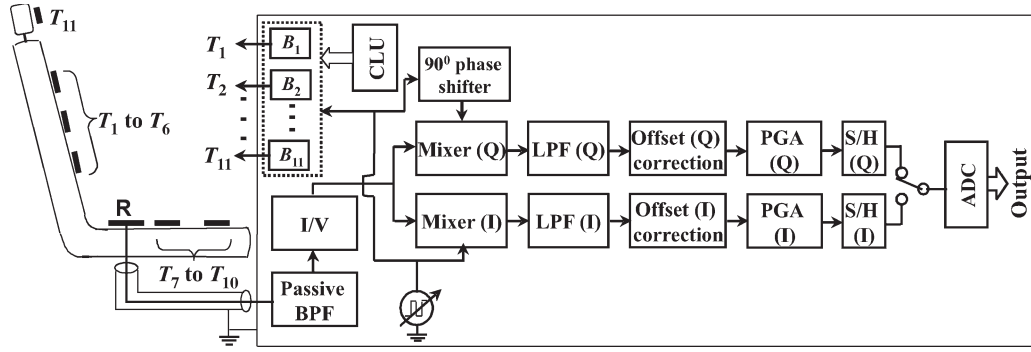 T11
T1 to T6
R
T7 to T10
T1
T2
T11
B1
B2
B11
CLU
90⁰ phase
shifter
Mixer (Q)
LPF (Q)
Offset (Q)
correction
PGA
(Q)
S/H
(Q)
Mixer (I)
LPF (I)
Offset (I)
correction
PGA
(I)
S/H
(I)
ADC
Output
I/V
Passive
BPF